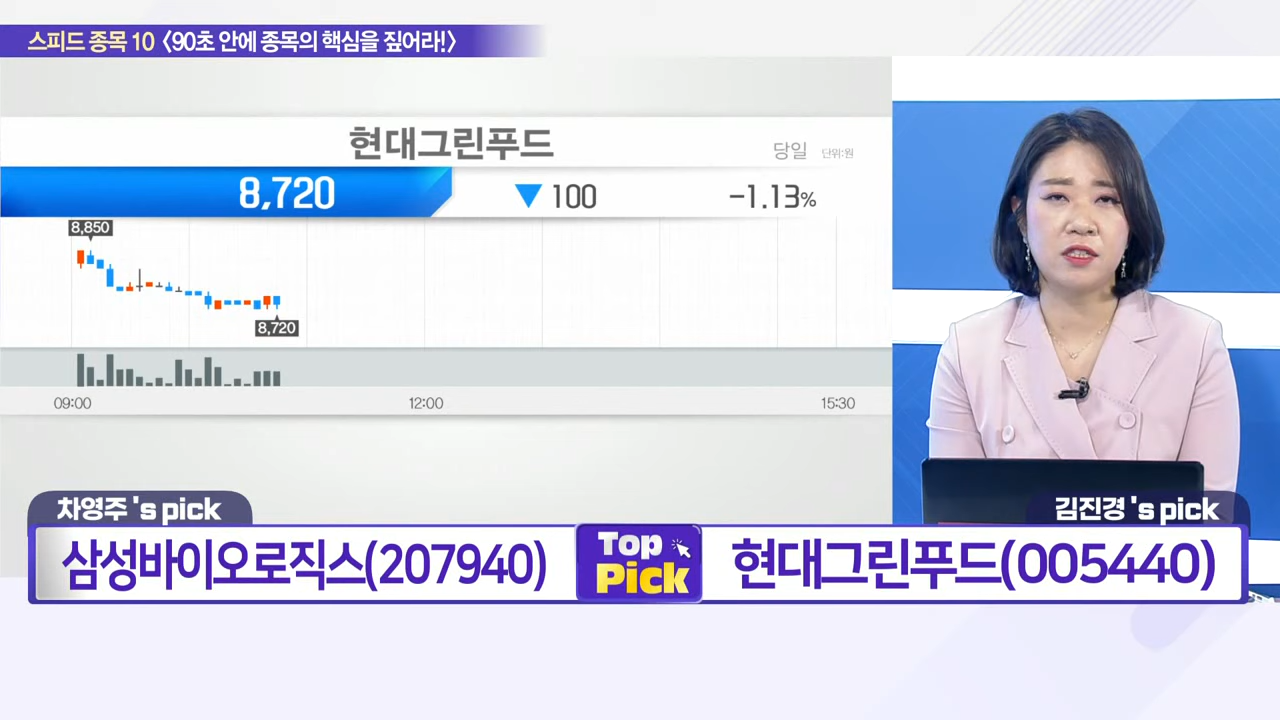 스피드 종목 10 〈90초 안에 종목의 핵심을 짚어라!〉
현대그린푸드
당일 단위:원
8,720 ▼ 100 -1.13%
8,850
8,720
09:00 12:00 15:30
차영주 's pick
김진경 's pick
삼성바이오로직스(207940)
Top Pick
현대그린푸드(005440)